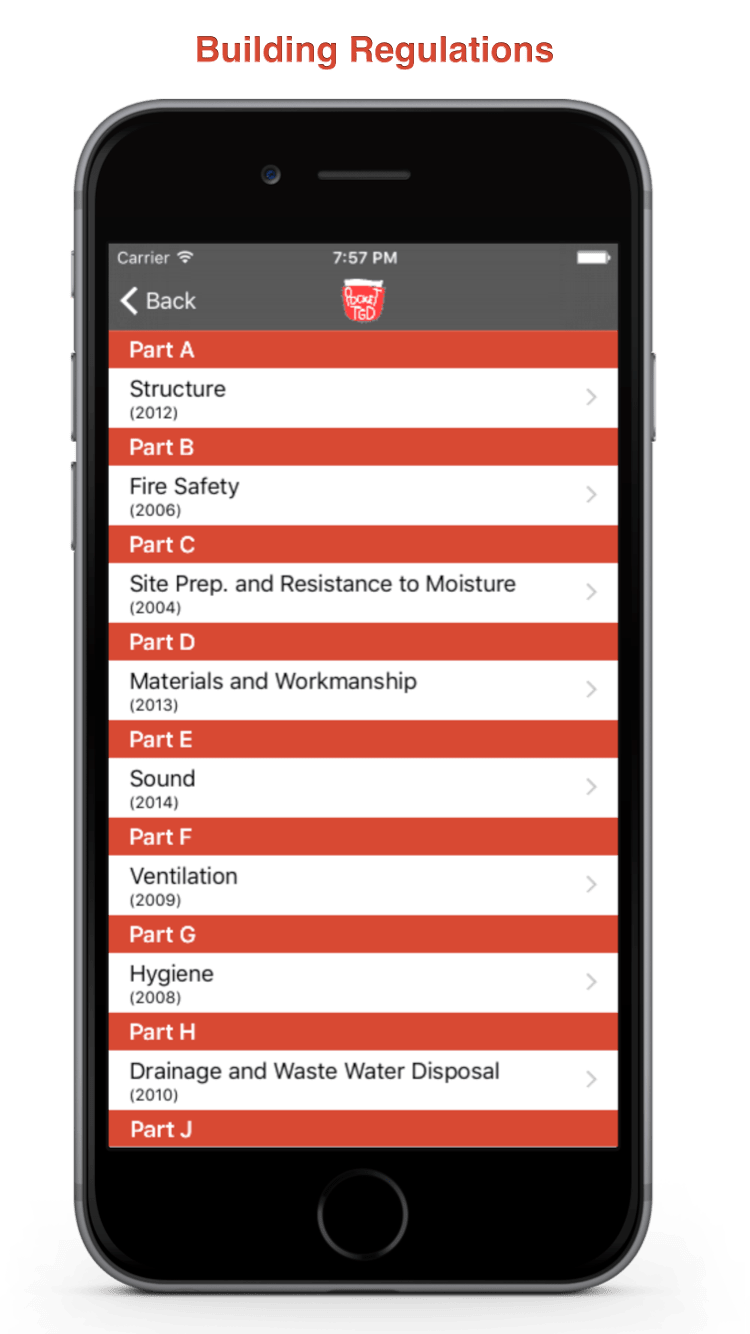 Building Regulations
Carrier
7:57 PM
Back
POCKET
TGD
Part A
Structure
(2012)
Part B
Fire Safety
(2006)
Part C
Site Prep. and Resistance to Moisture
(2004)
Part D
Materials and Workmanship
(2013)
Part E
Sound
(2014)
Part F
Ventilation
(2009)
Part G
Hygiene
(2008)
Part H
Drainage and Waste Water Disposal
(2010)
Part J